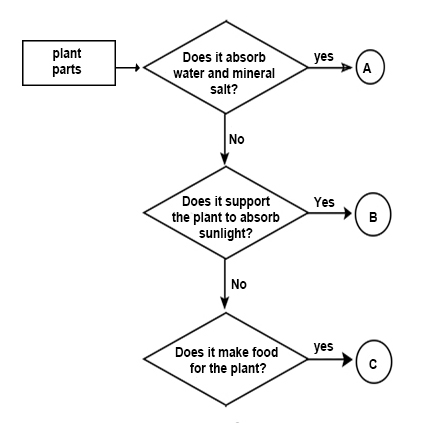 plant
parts
Does it absorb
water and mineral
salt?
yes
A
No
Does it support
the plant to absorb
sunlight?
Yes
B
No
Does it make food
for the plant?
yes
C